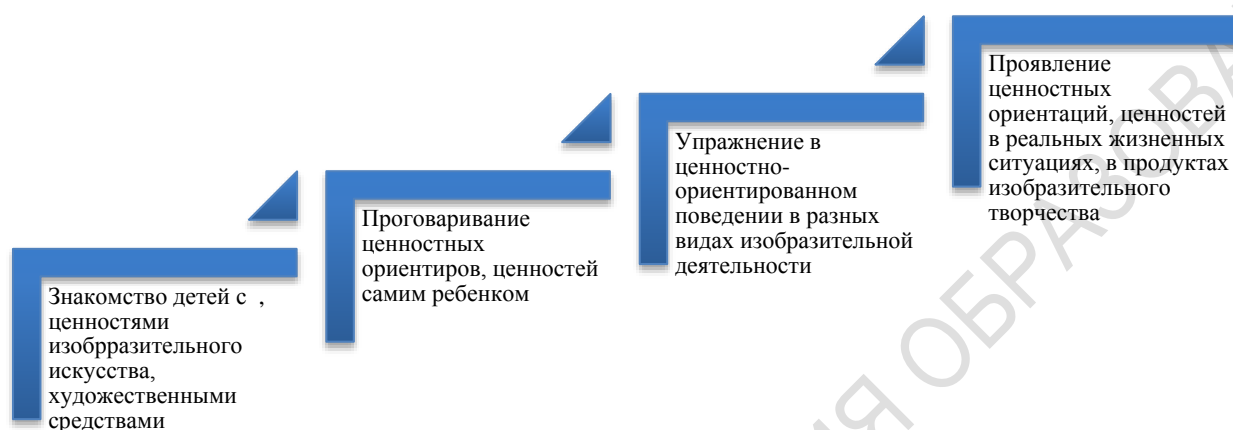 Знакомство детей с ,
ценностями
изобрразительного
искусства,
художественными
средствами
Проговаривание
ценностных
ориентиров, ценностей
самим ребенком
Упражнение в
ценностно-
ориентированном
поведении в разных
видах изобразительной
деятельности
Проявление
ценностных
ориентаций, ценностей
в реальных жизненных
ситуациях, в продуктах
изобразительного
творчества